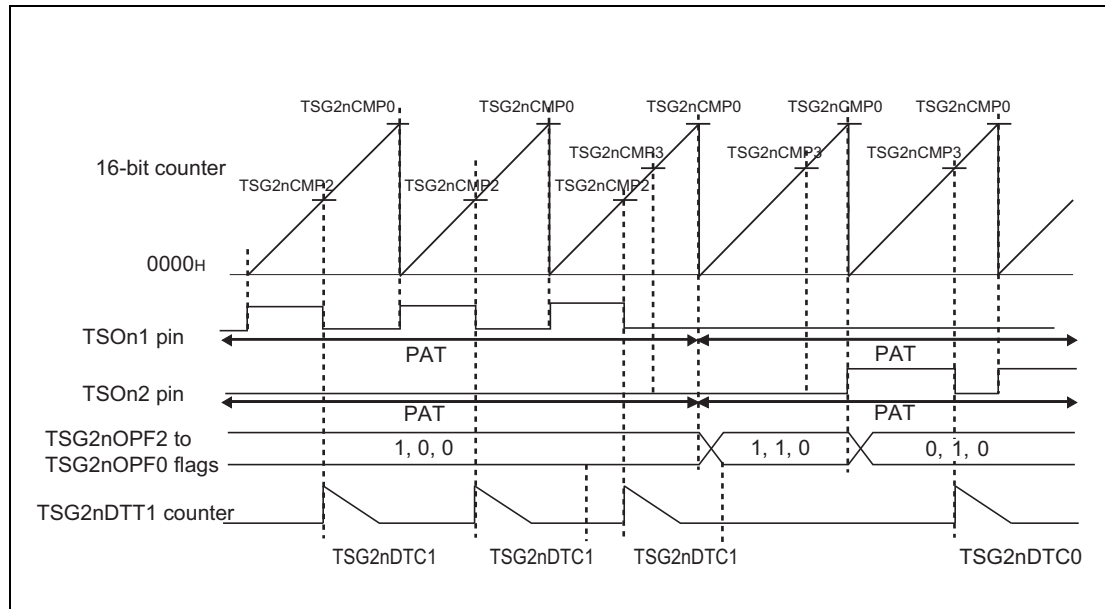 TSG2nCMP0 TSG2nCMP0 TSG2nCMP0 TSG2nCMP0 TSG2nCMP0
16-bit counter
TSG2nCMP3 TSG2nCMP3 TSG2nCMP3
TSG2nCMP2 TSG2nCMP2 TSG2nCMP2
0000H
TSOn1 pin
PAT PAT
TSOn2 pin
PAT PAT
TSG2nOPF2 to
TSG2nOPF0 flags
1, 0, 0 1, 1, 0 0, 1, 0
TSG2nDTT1 counter
TSG2nDTC1 TSG2nDTC1 TSG2nDTC1 TSG2nDTC0